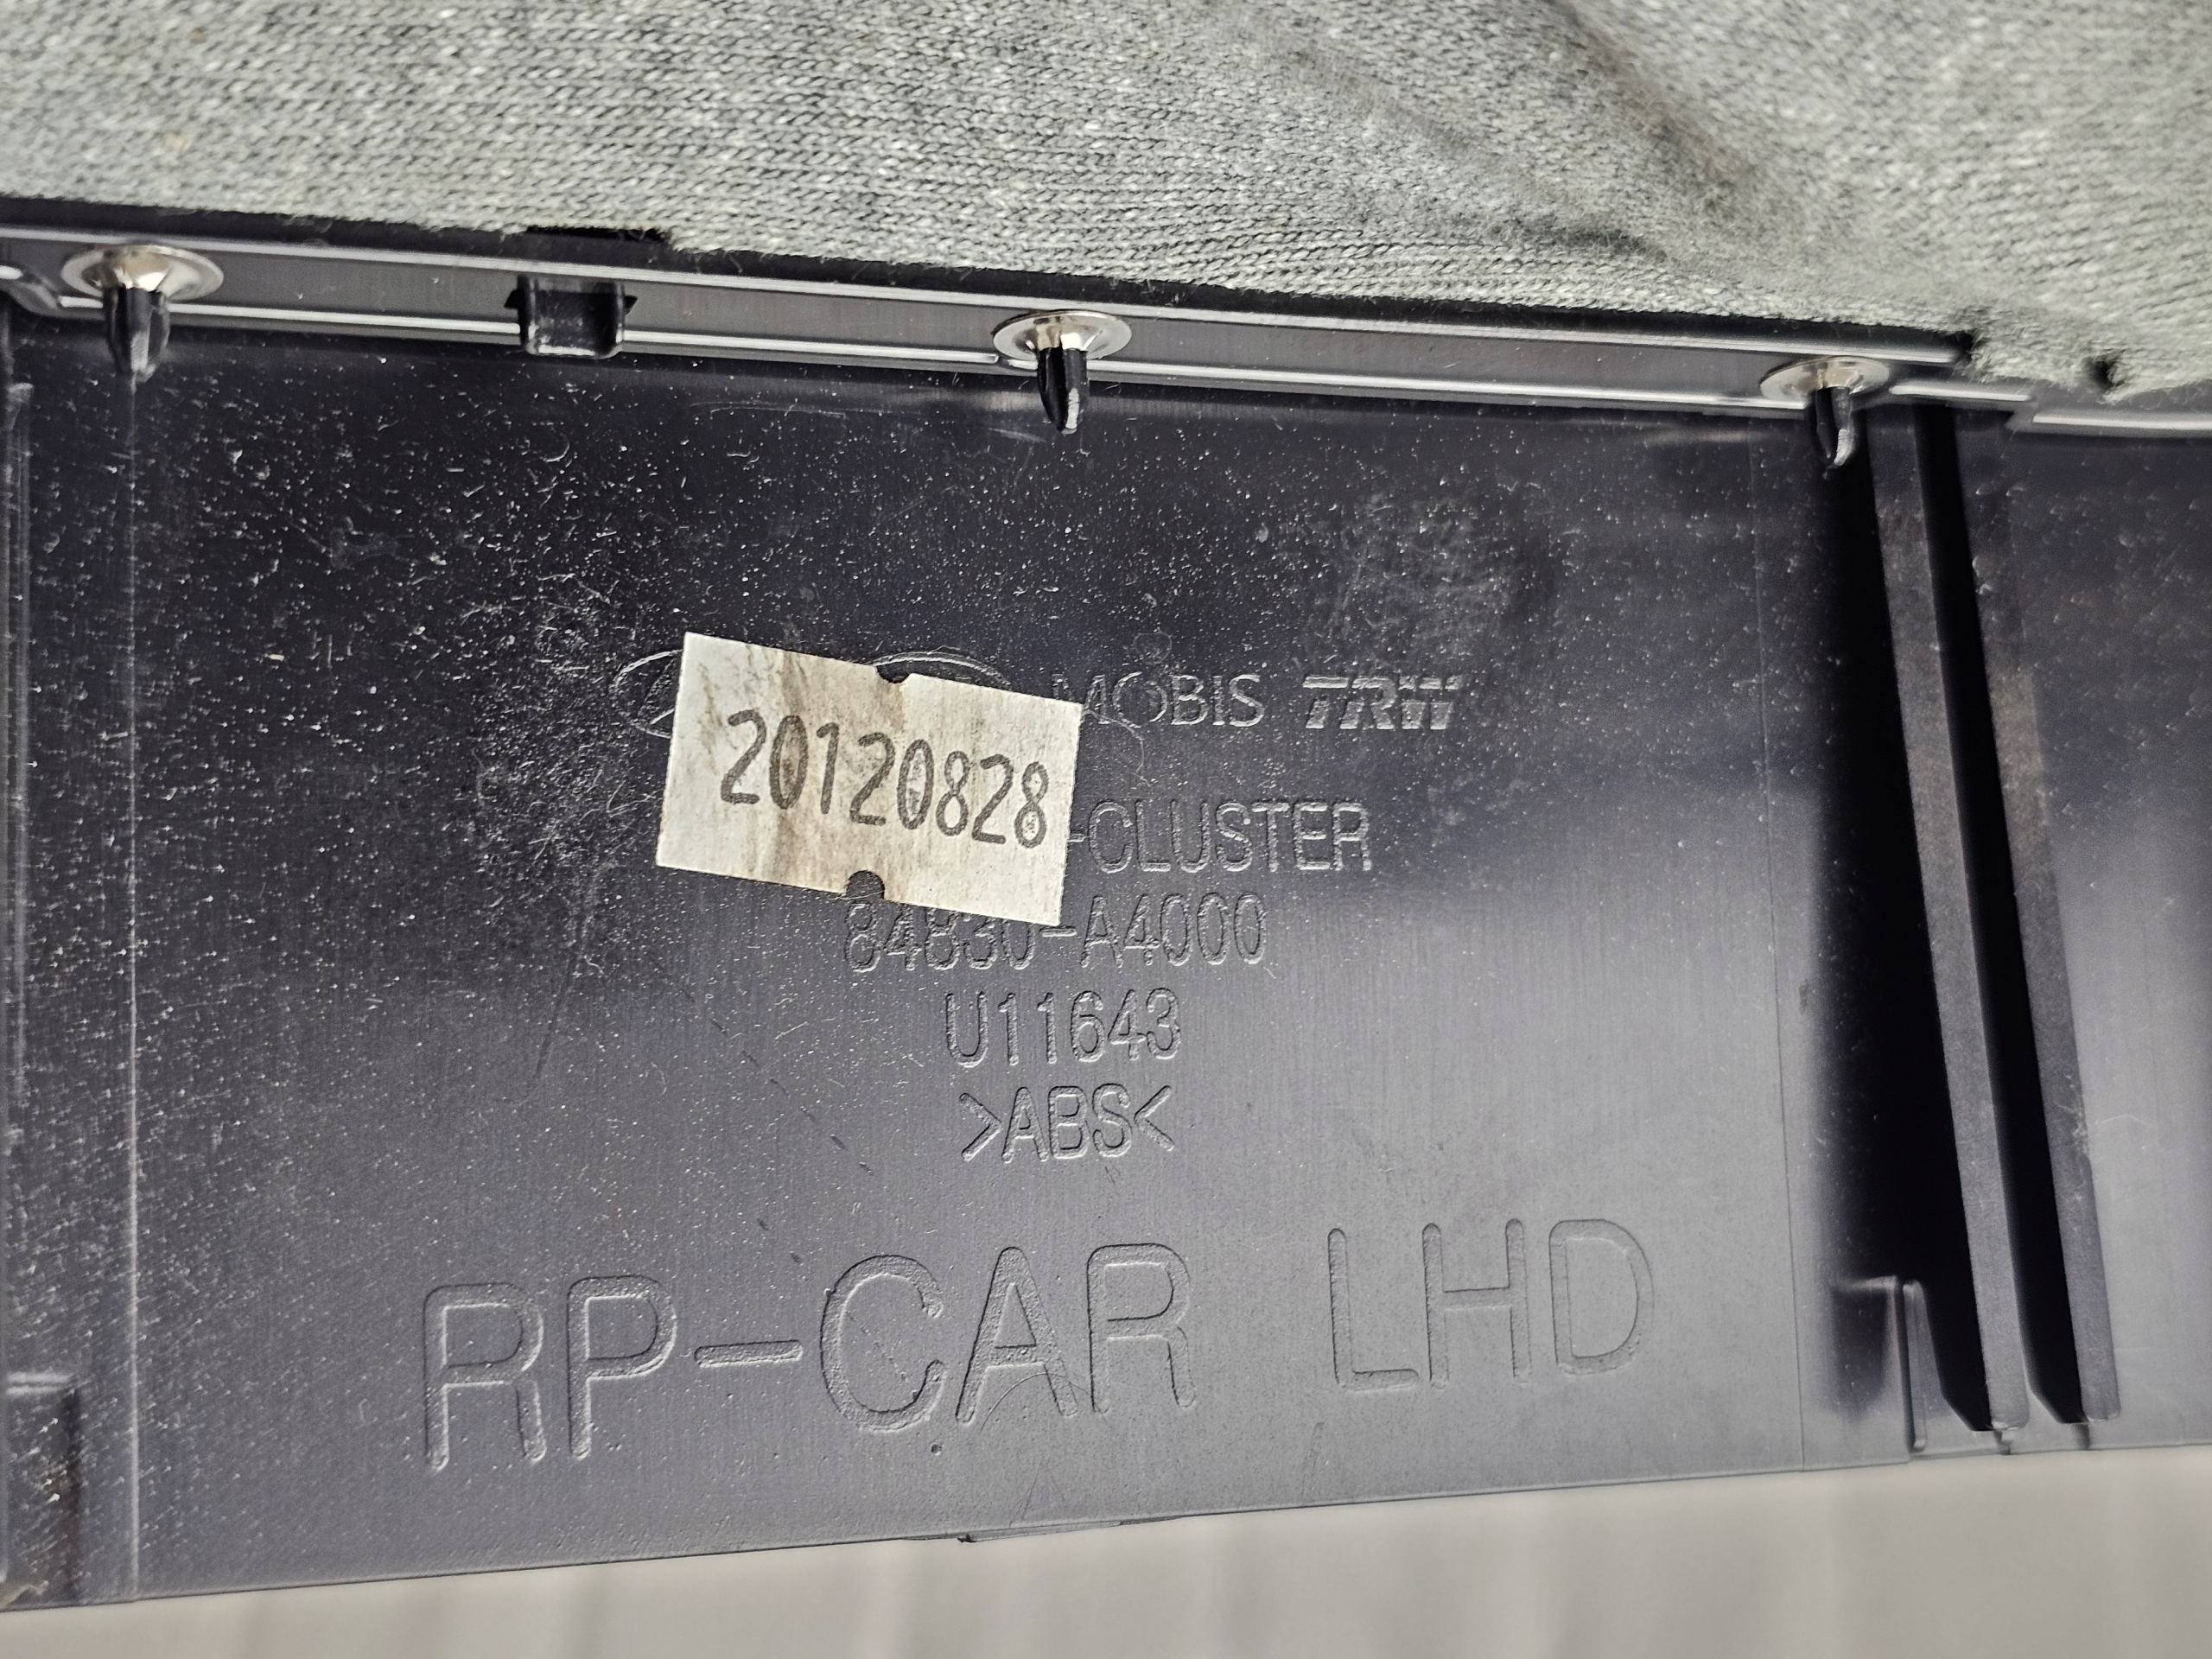 MOBIS TRW
20120828
-CLUSTER
84830-A4000
U11643
>ABS<
RP-CAR LHD